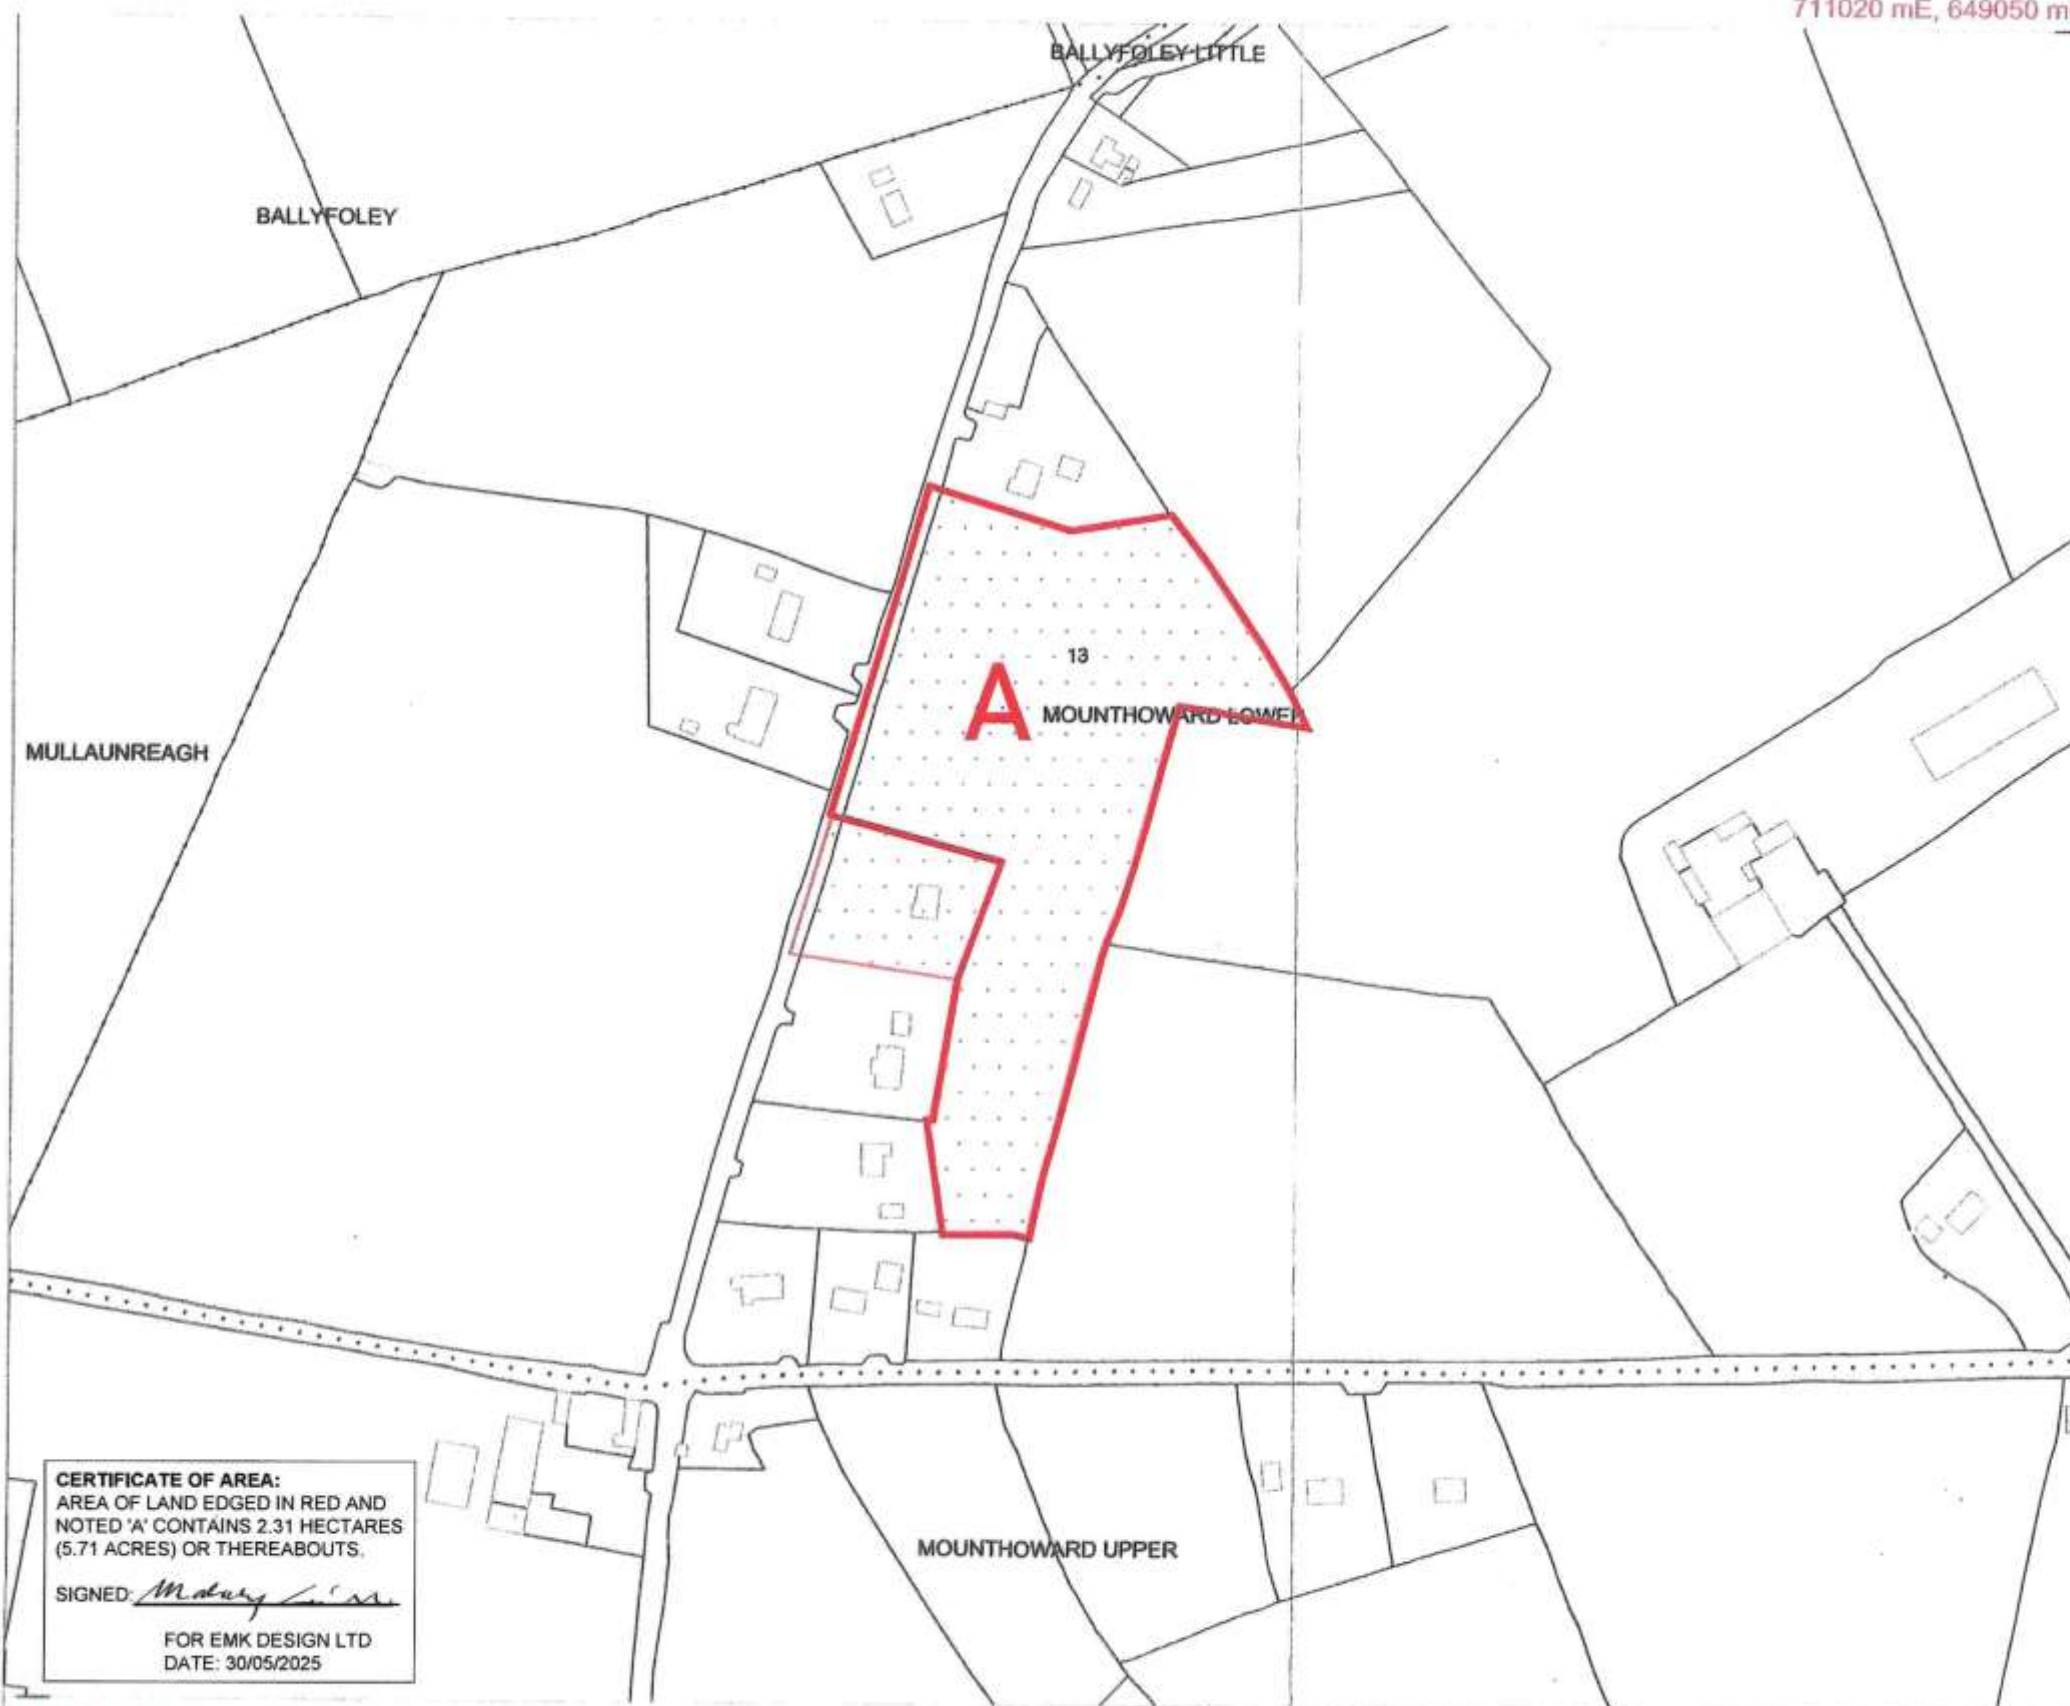 711020 mE, 649050 m
BALLYFOLEY LITTLE
BALLYFOLEY
13
A
MOUNTHOWARD LOWER
MULLAUNREAGH
CERTIFICATE OF AREA:
AREA OF LAND EDGED IN RED AND
NOTED 'A' CONTAINS 2.31 HECTARES
(5.71 ACRES) OR THEREABOUTS.
SIGNED:
FOR EMK DESIGN LTD
DATE: 30/05/2025
MOUNTHOWARD UPPER